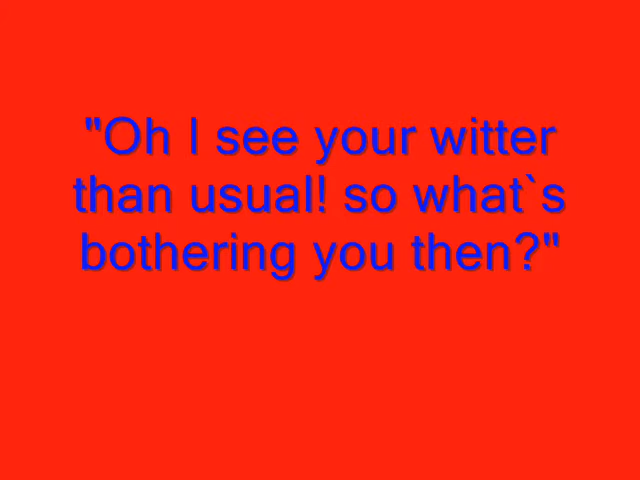 "Oh I see your witter
than usual! so what`s
bothering you then?"